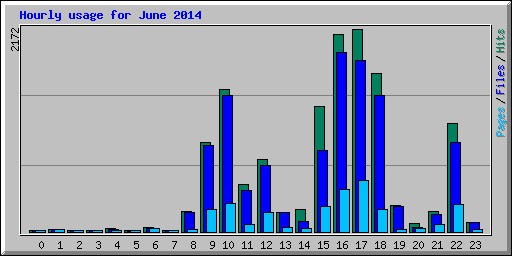 Hourly usage for June 2014
2172
Pages/Files/Hits
0 1 2 3 4 5 6 7 8 9 10 11 12 13 14 15 16 17 18 19 20 21 22 23